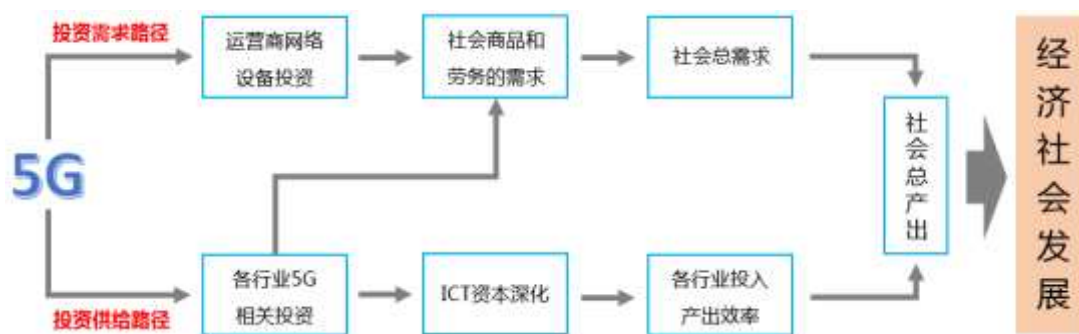 投资需求路径
运营商网络
设备投资
社会商品和
劳务的需求
社会总需求
5G
社会总产出
经济社会发展
各行业5G
相关投资
ICT资本深化
各行业投入
产出效率
投资供给路径